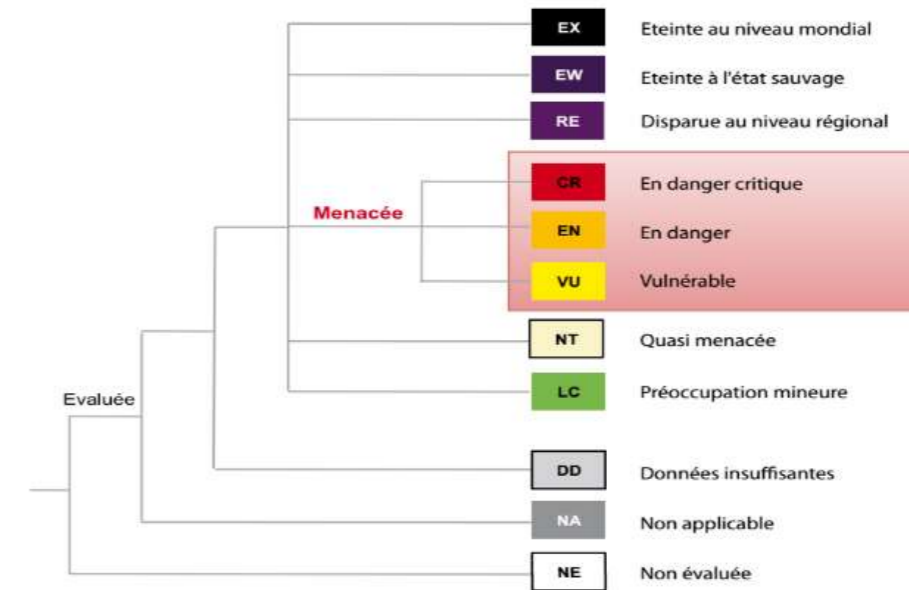 EX Eteinte au niveau mondial
EW Eteinte à l'état sauvage
RE Disparue au niveau régional
CR En danger critique
Menacée
EN En danger
VU Vulnérable
NT Quasi menacée
LC Préoccupation mineure
Evaluée
DD Données insuffisantes
NA Non applicable
NE Non évaluée